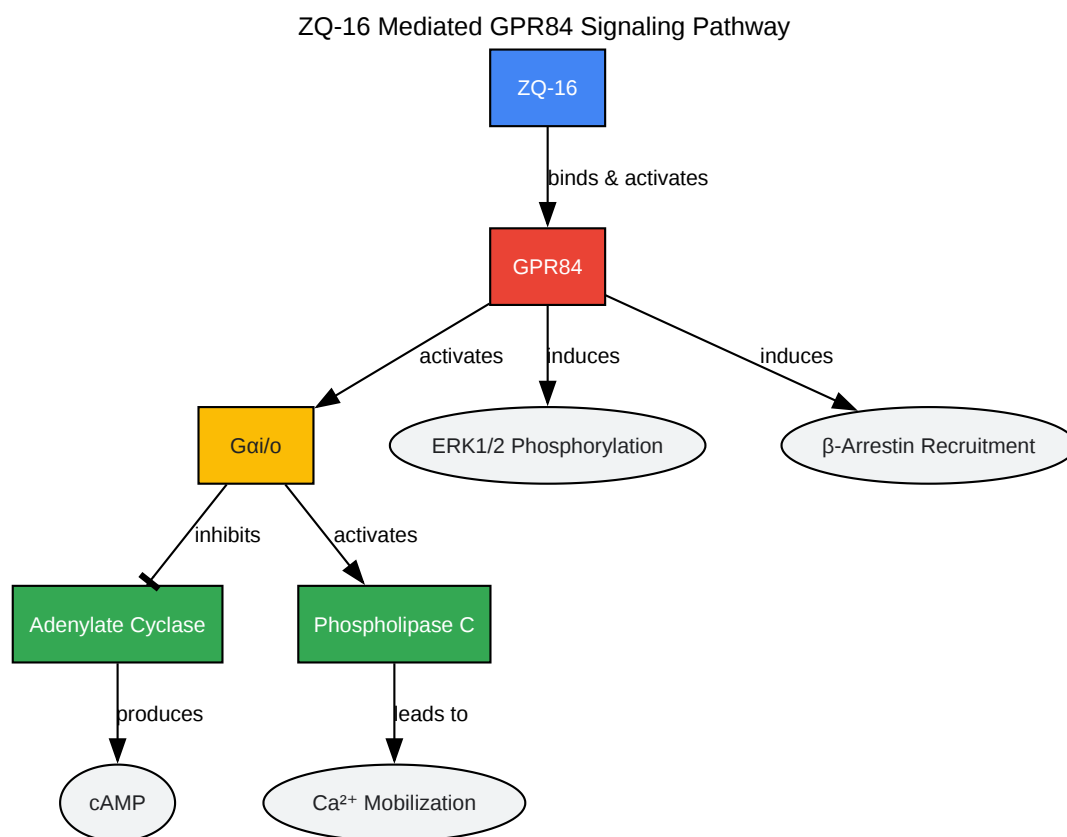 ZQ-16 Mediated GPR84 Signaling Pathway
ZQ-16
binds & activates
GPR84
activates
induces
induces
Gαi/o
ERK1/2 Phosphorylation
β-Arrestin Recruitment
inhibits
activates
Adenylate Cyclase
Phospholipase C
produces
leads to
cAMP
Ca²⁺ Mobilization